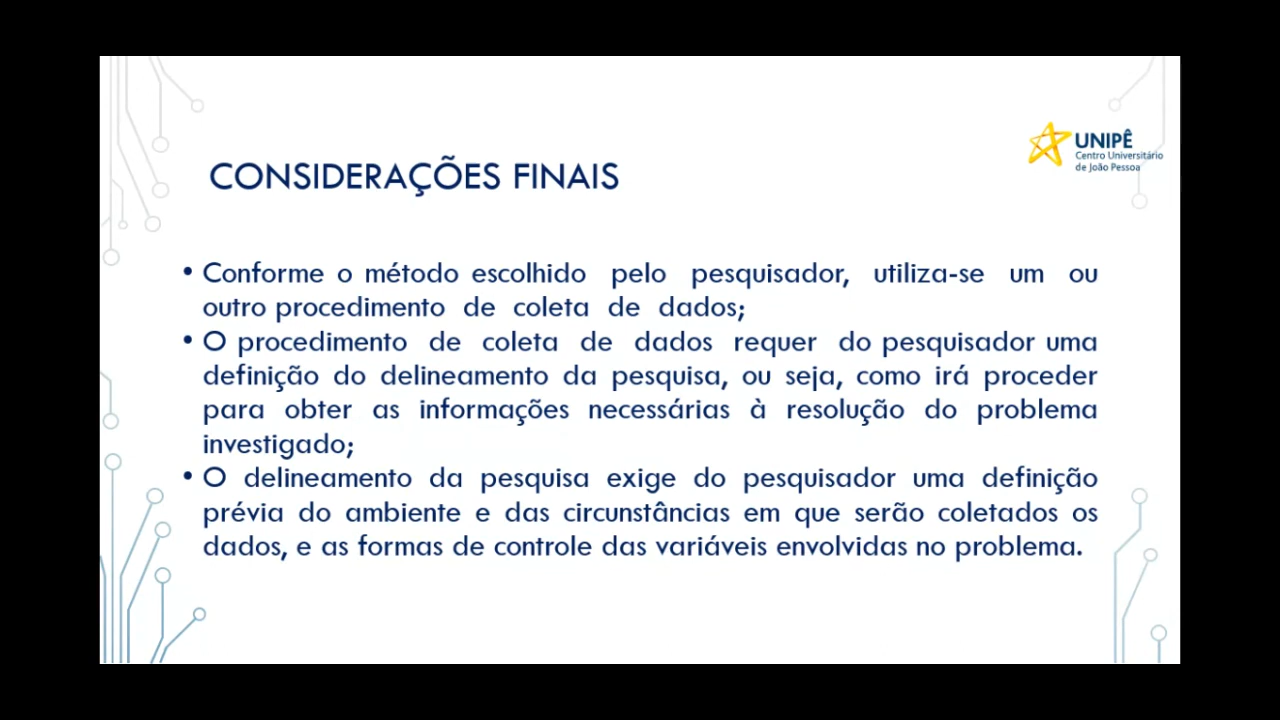 UNIPÊ
Centro Universitário
de João Pessoa
CONSIDERAÇÕES FINAIS
• Conforme o método escolhido pelo pesquisador, utiliza-se um ou
outro procedimento de coleta de dados;
• O procedimento de coleta de dados requer do pesquisador uma
definição do delineamento da pesquisa, ou seja, como irá proceder
para obter as informações necessárias à resolução do problema
investigado;
• O delineamento da pesquisa exige do pesquisador uma definição
prévia do ambiente e das circunstâncias em que serão coletados os
dados, e as formas de controle das variáveis envolvidas no problema.